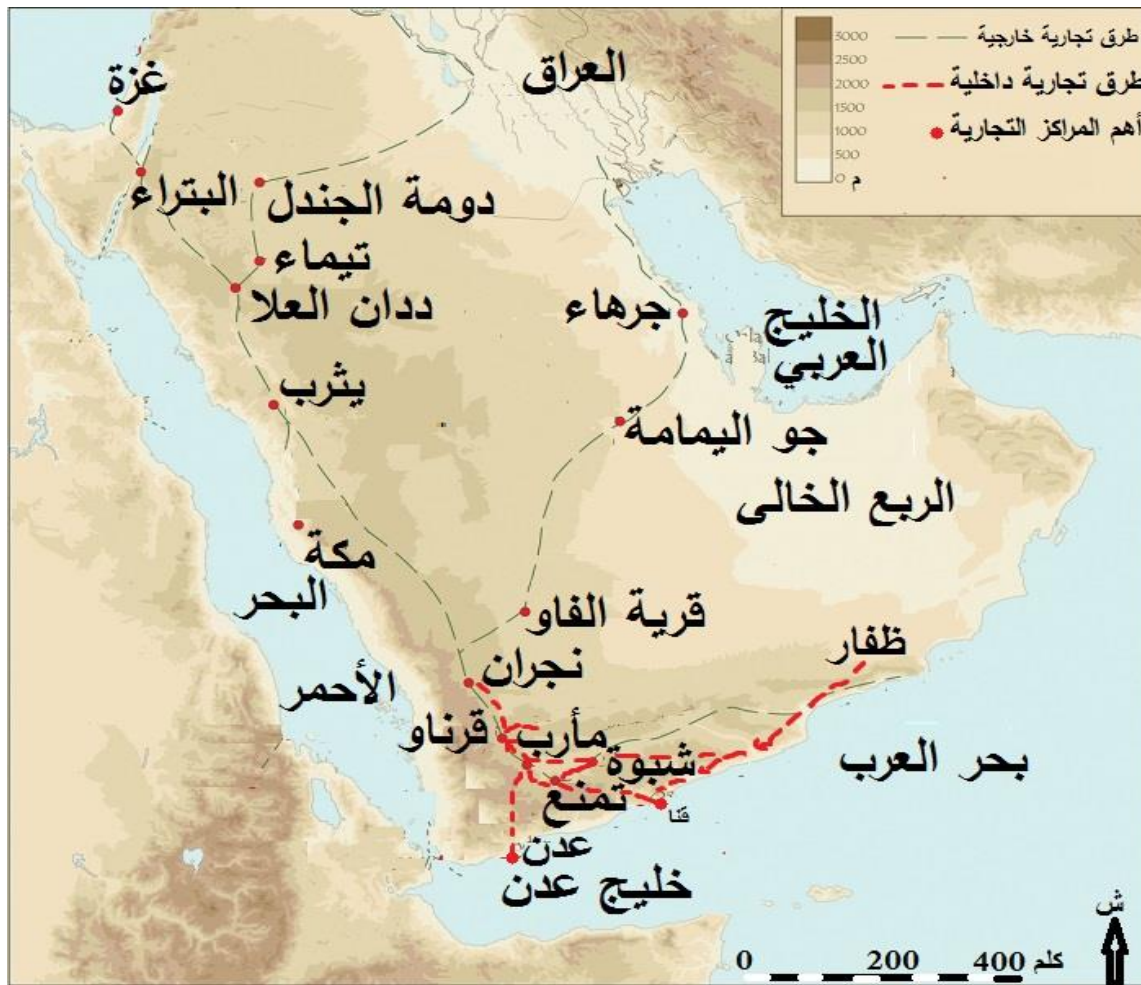 طرق تجارية خارجية
طرق تجارية داخلية
أهم المراكز التجارية
3000
2500
2000
1500
1000
500
م
العراق
غزة
البتراء
دومة الجندل
تيماء
ددان العلا
جرهاء
الخليج
العربي
يثرب
جو اليمامة
الربع الخالى
مكة
البحر
الأحمر
قرية الفاو
ظفار
نجران
قرناو
مأرب
شبوة
بحر العرب
تمنع
قنا
عدن
خليج عدن
ش
0 200 400 كلم